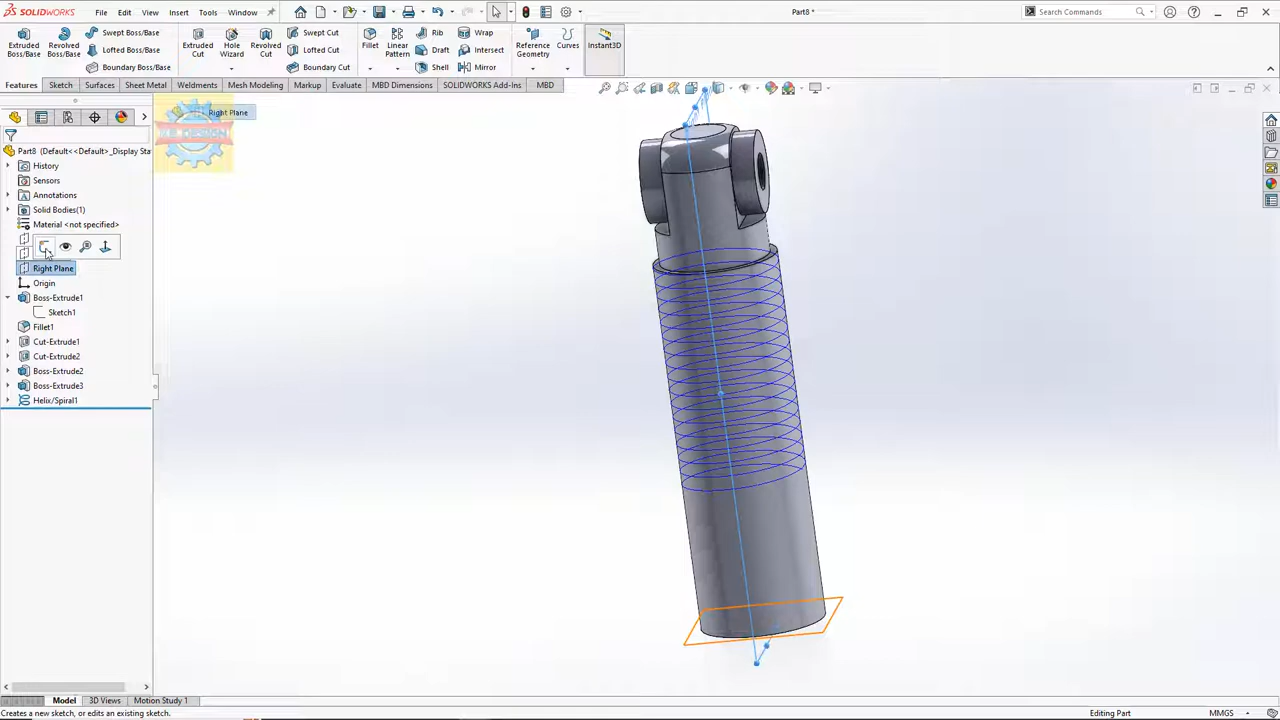 SOLIDWORKS File Edit View Insert Tools Window Part8 * Search Commands
Extruded Boss/Base
Revolved Boss/Base
Swept Boss/Base
Lofted Boss/Base
Boundary Boss/Base
Extruded Cut
Hole Wizard
Revolved Cut
Swept Cut
Lofted Cut
Boundary Cut
Fillet
Linear Pattern
Rib
Draft
Shell
Wrap
Intersect
Mirror
Reference Geometry
Curves
Instant3D
Features Sketch Surfaces Sheet Metal Weldments Mesh Modeling Markup Evaluate MBD Dimensions SOLIDWORKS Add-Ins MBD
Right Plane
Part8 (Default<<Default>_Display Sta
History
Sensors
Annotations
Solid Bodies(1)
Material <not specified>
Right Plane
Origin
Boss-Extrude1
Sketch1
Fillet1
Cut-Extrude1
Cut-Extrude2
Boss-Extrude2
Boss-Extrude3
Helix/Spiral1
Model 3D Views Motion Study 1
Creates a new sketch, or edits an existing sketch. Editing Part MMGS